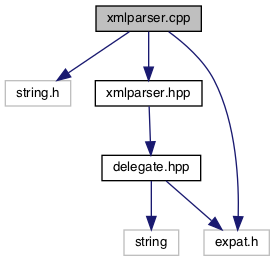 xmlparser.cpp
string.h
xmlparser.hpp
delegate.hpp
string
expat.h